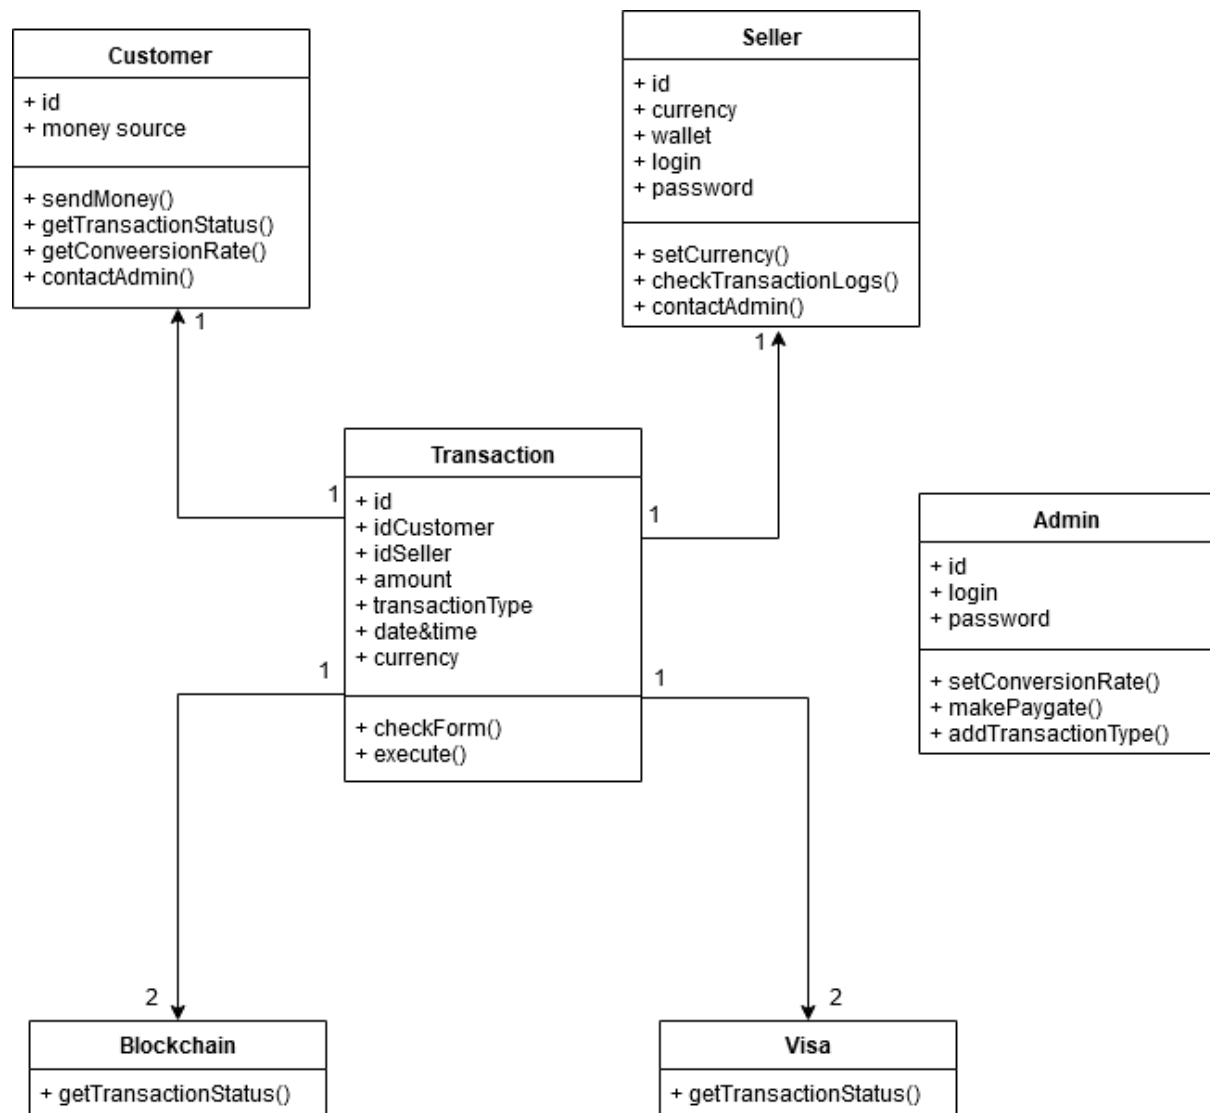 Customer
+ id
+ money source
+ sendMoney()
+ getTransactionStatus()
+ getConveersionRate()
+ contactAdmin()
1
Seller
+ id
+ currency
+ wallet
+ login
+ password
+ setCurrency()
+ checkTransactionLogs()
+ contactAdmin()
1
Transaction
+ id
+ idCustomer
+ idSeller
+ amount
+ transactionType
+ date&time
+ currency
+ checkForm()
+ execute()
1
1
1
1
Admin
+ id
+ login
+ password
+ setConversionRate()
+ makePaygate()
+ addTransactionType()
2
Blockchain
+ getTransactionStatus()
2
Visa
+ getTransactionStatus()